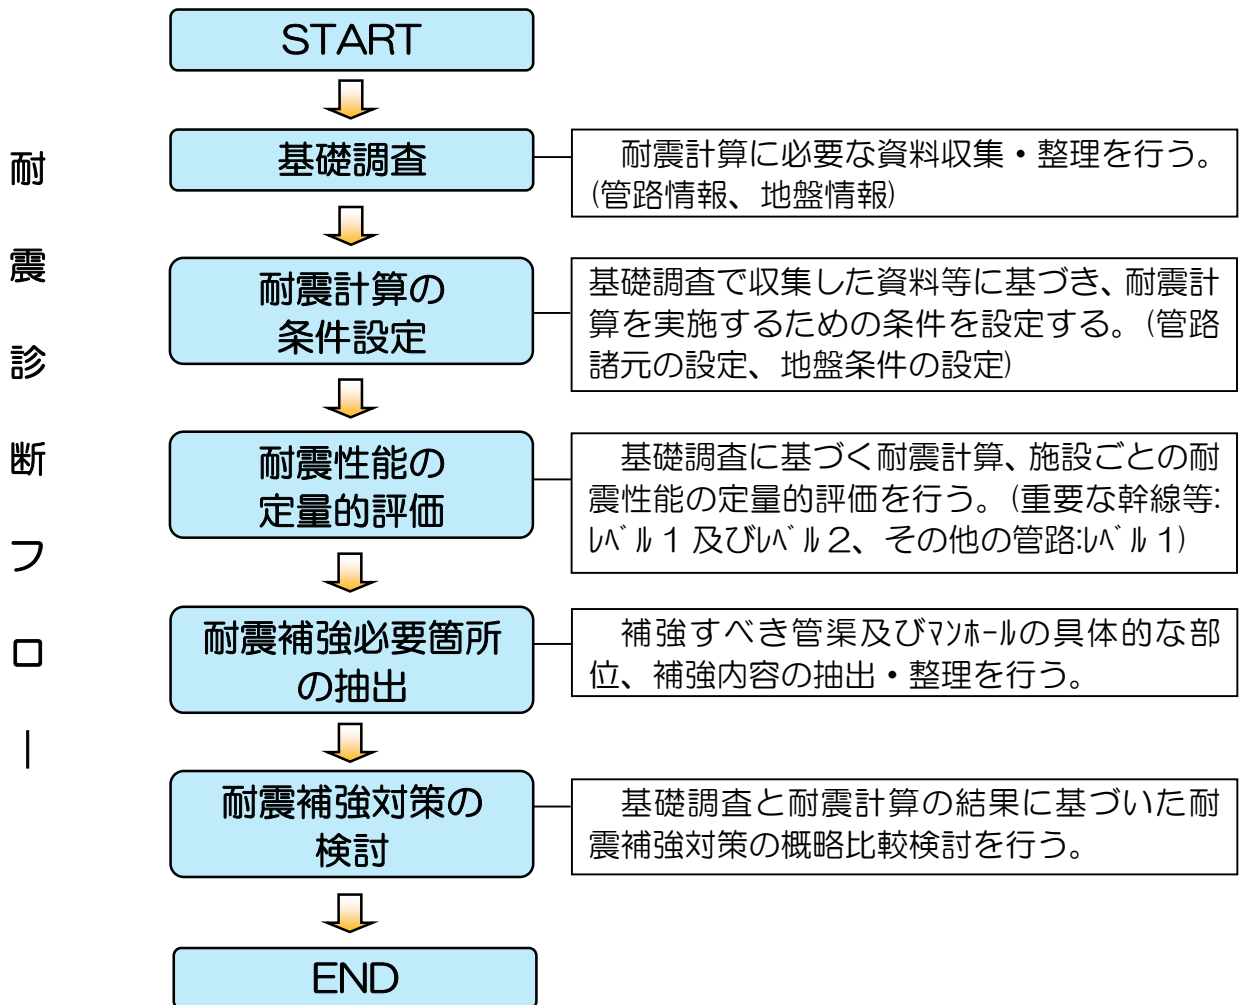 耐震診断フロー
START
基礎調査
耐震計算に必要な資料収集・整理を行う。
(管路情報、地盤情報)
耐震計算の
条件設定
基礎調査で収集した資料等に基づき、耐震計
算を実施するための条件を設定する。(管路
諸元の設定、地盤条件の設定)
耐震性能の
定量的評価
基礎調査に基づく耐震計算、施設ごとの耐
震性能の定量的評価を行う。(重要な幹線等:
ﾚﾍﾞﾙ1及びﾚﾍﾞﾙ2、その他の管路:ﾚﾍﾞﾙ1)
耐震補強必要箇所
の抽出
補強すべき管渠及びﾏﾝﾎｰﾙの具体的な部
位、補強内容の抽出・整理を行う。
耐震補強対策の
検討
基礎調査と耐震計算の結果に基づいた耐
震補強対策の概略比較検討を行う。
END